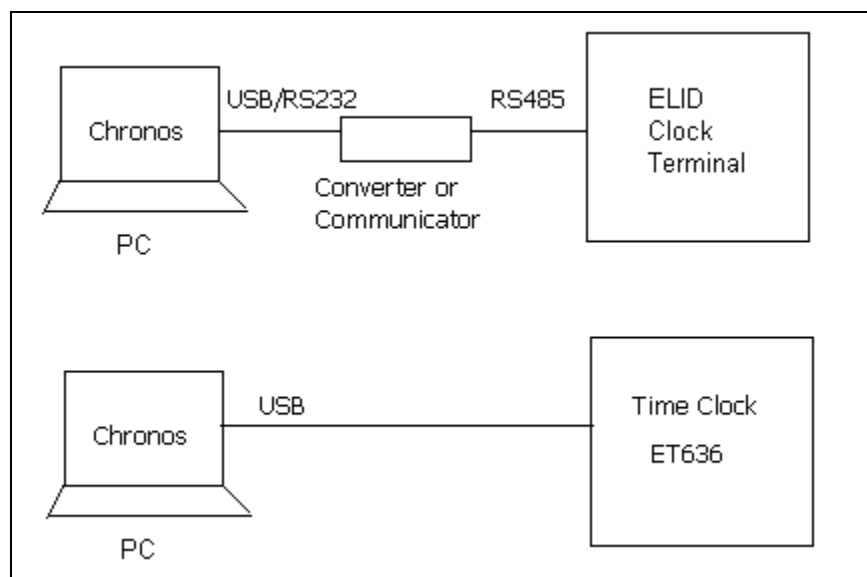 USB/RS232
RS485
ELID
Clock
Terminal
Chronos
Converter or
Communicator
PC
USB
Time Clock
ET636
Chronos
PC